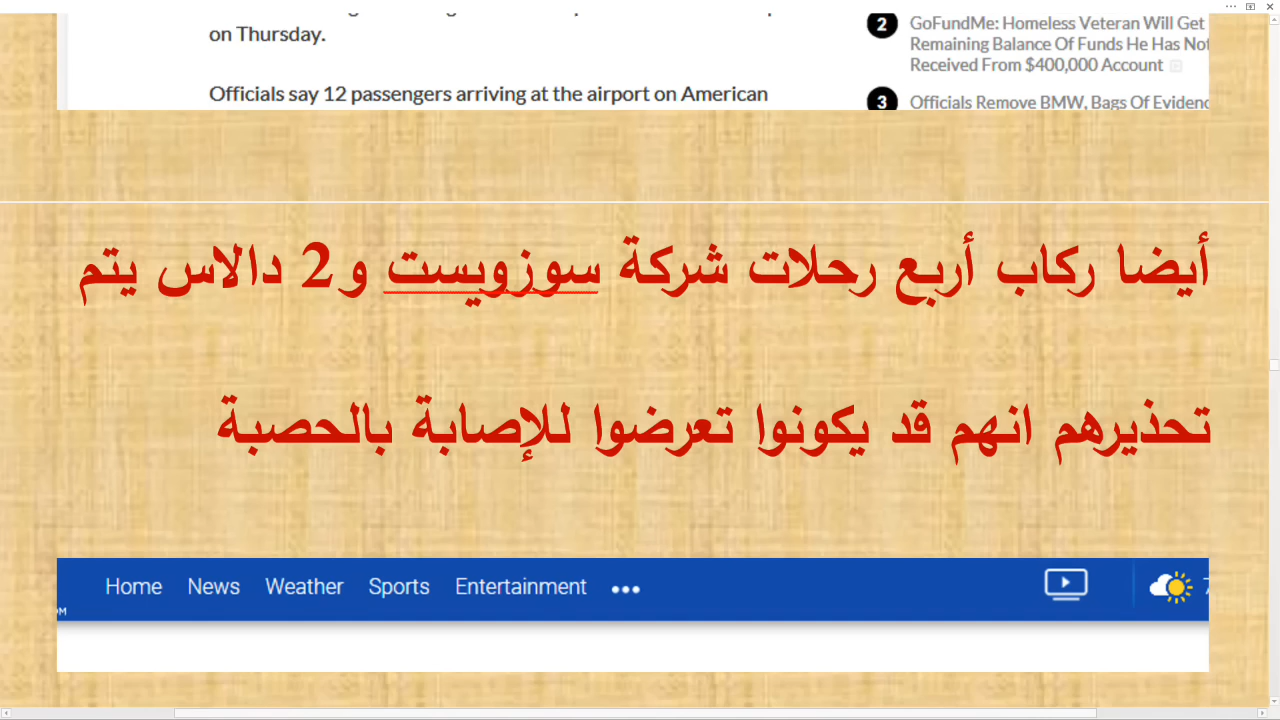 on Thursday.
Officials say 12 passengers arriving at the airport on American
2 GoFundMe: Homeless Veteran Will Get
Remaining Balance Of Funds He Has Not
Received From $400,000 Account
3 Officials Remove BMW, Bags Of Evidenc
أيضا ركاب أربع رحلات شركة سوزويست و2 دالاس يتم
تحذيرهم انهم قد يكونوا تعرضوا للإصابة بالحصبة
Home News Weather Sports Entertainment